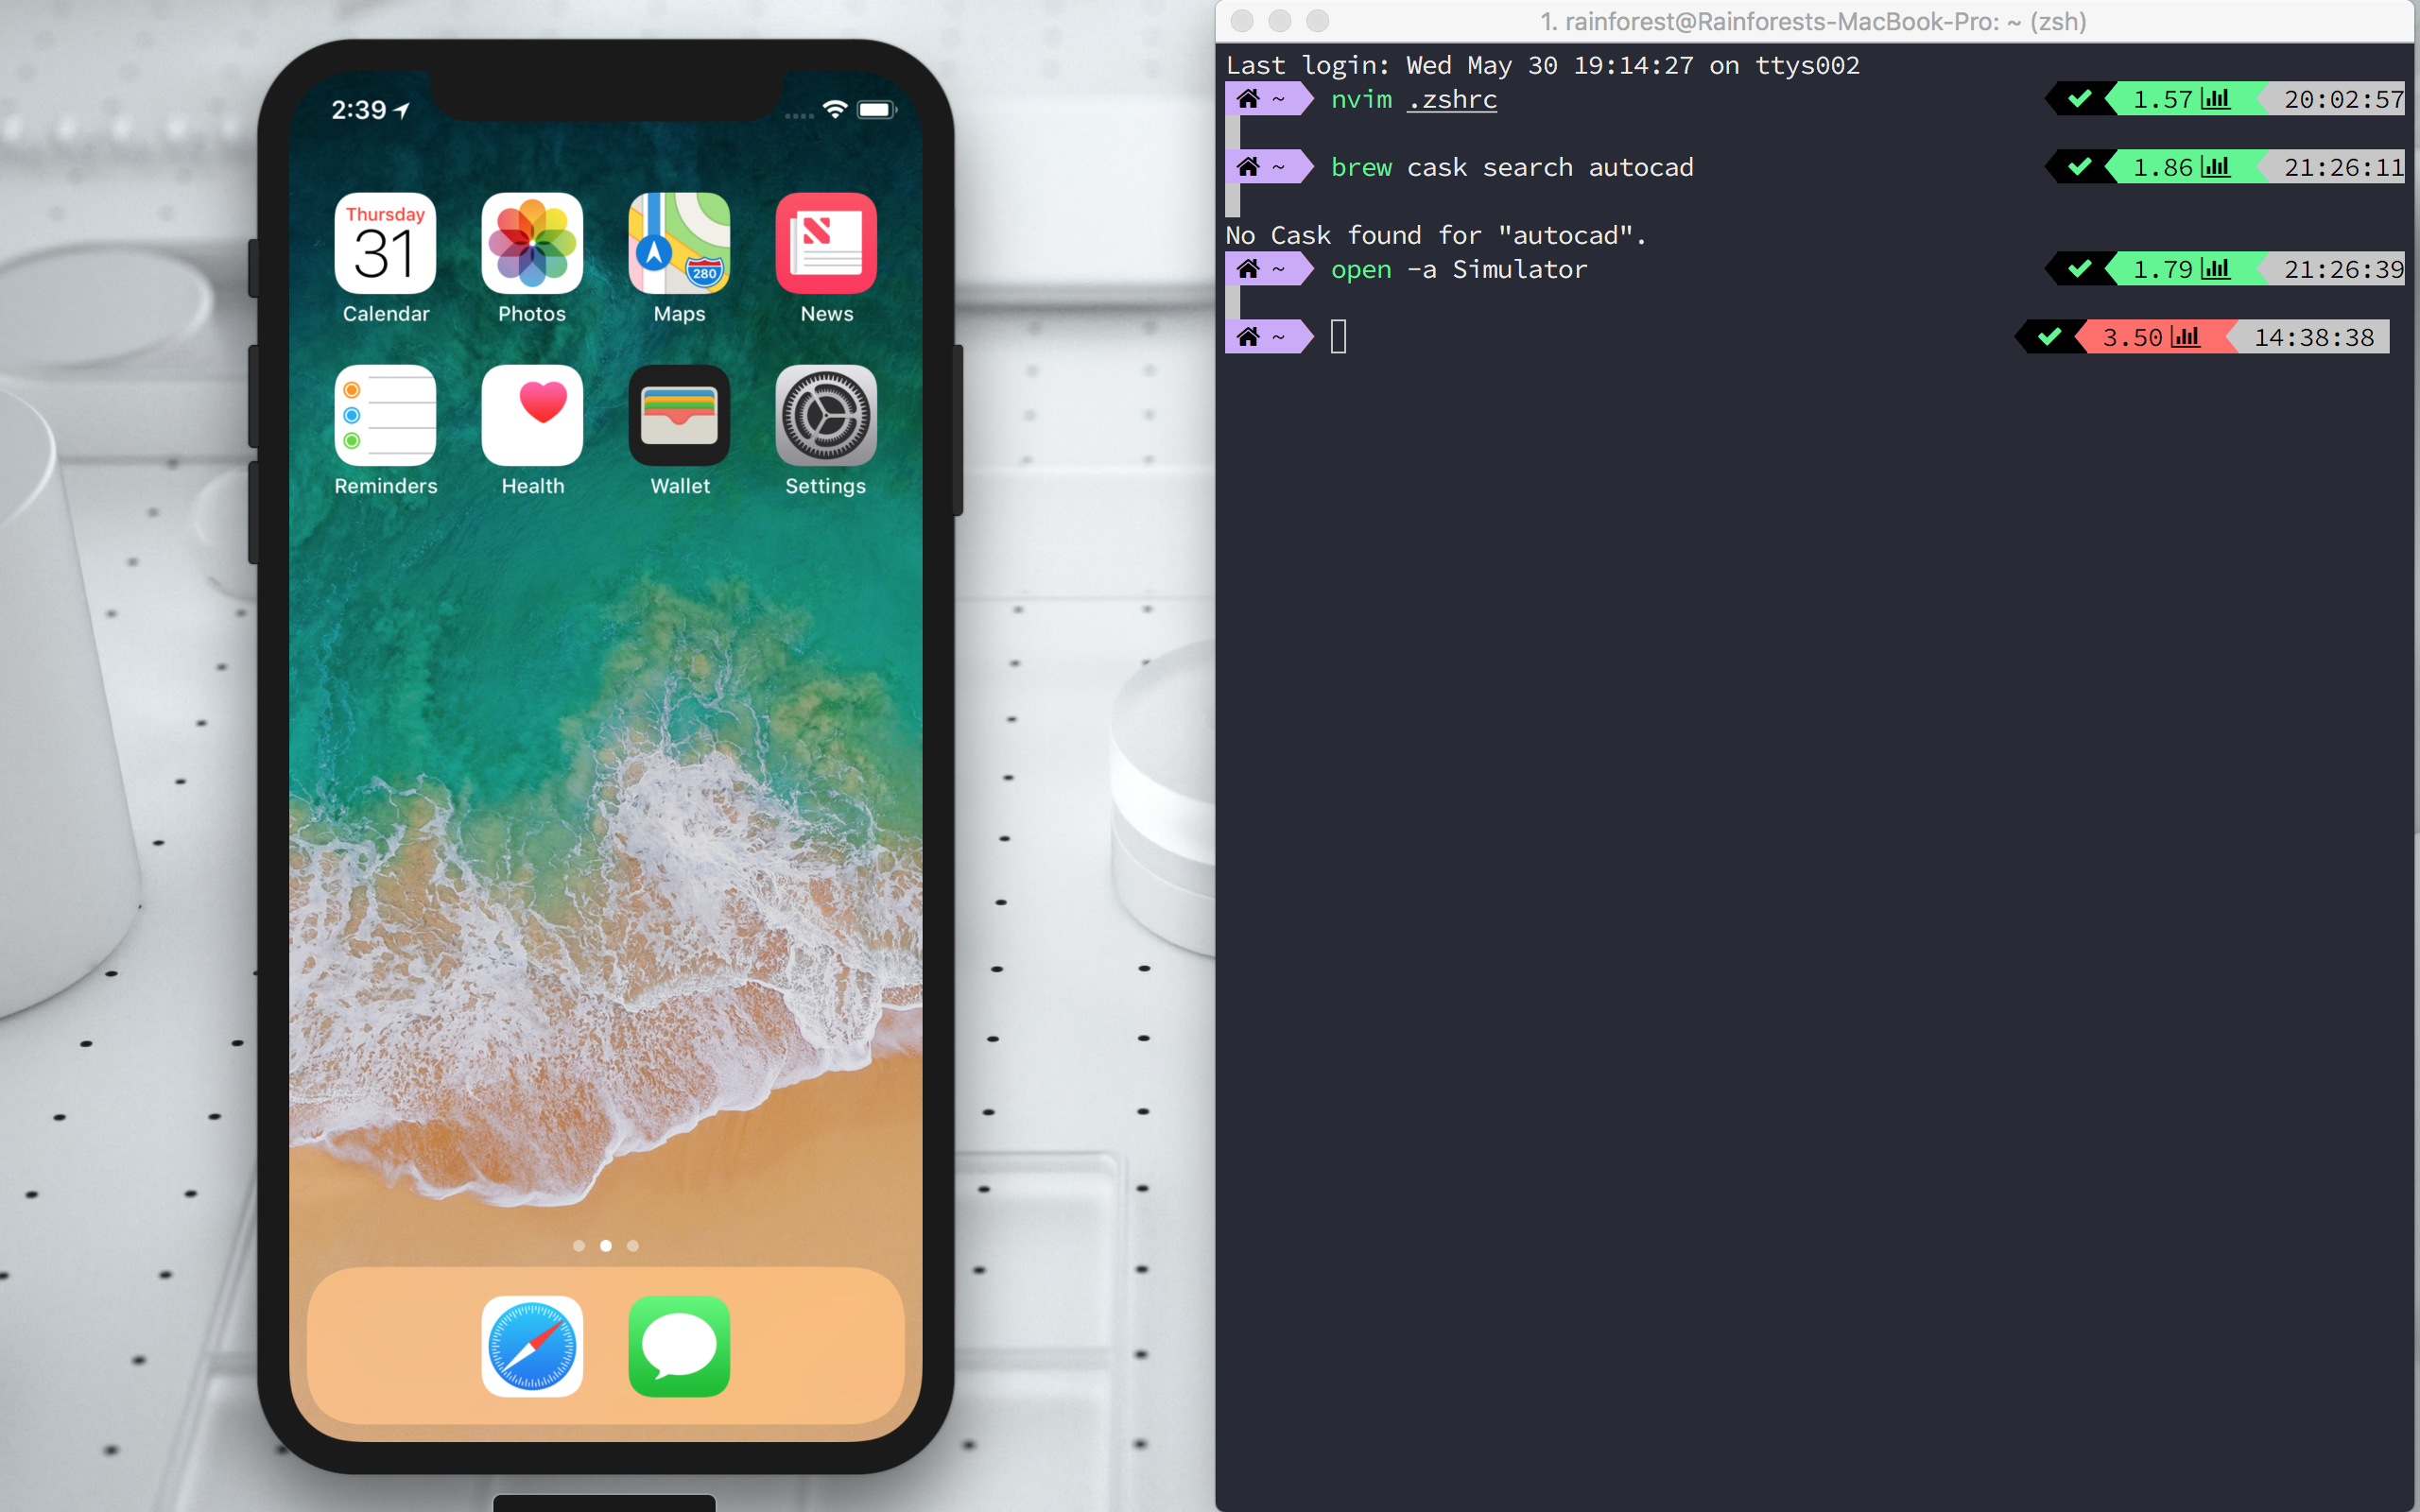 2:39
Thursday
31
280
Calendar Photos Maps News
Reminders Health Wallet Settings
1. rainforest@Rainforests-MacBook-Pro: ~ (zsh)
Last login: Wed May 30 19:14:27 on ttys002
~ nvim .zshrc 1.57 20:02:57
~ brew cask search autocad 1.86 21:26:11
No Cask found for "autocad".
~ open -a Simulator 1.79 21:26:39
~ 3.50 14:38:38